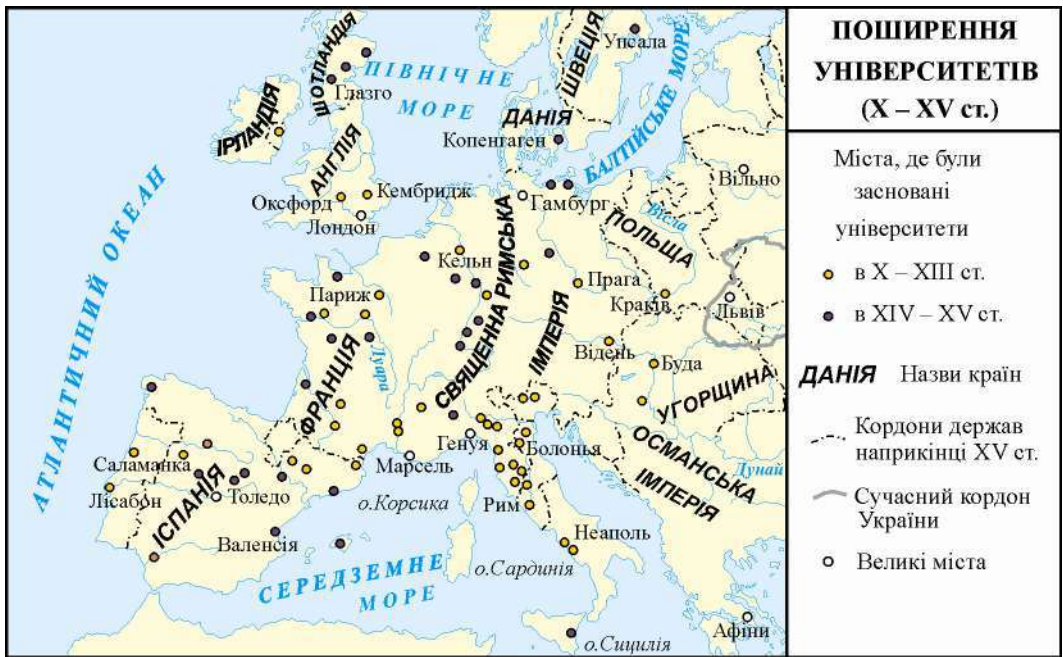 ПОШИРЕННЯ
УНІВЕРСИТЕТІВ
(X – XV ст.)
Міста, де були
засновані
університети
в X – XIII ст.
в XIV – XV ст.
ДАНІЯ Назви країн
Кордони держав
наприкінці XV ст.
Сучасний кордон
України
Великі міста
Упсала
ШВЕЦІЯ
ШОТЛАНДІЯ
ПІВНІЧНЕ
МОРЕ
Глазго
ІРЛАНДІЯ
ДАНІЯ
Копенгаген
БАЛТІЙСЬКЕ МОРЕ
АНГЛІЯ
Вільно
Кембридж
Оксфорд
Гамбург
Лондон
Вісла
ПОЛЬЩА
АТЛАНТИЧНИЙ ОКЕАН
Кельн
СВЯЩЕННА РИМСЬКА
ІМПЕРІЯ
Прага
Париж
Краків
Львів
Відень
Буда
Луара
ФРАНЦІЯ
УГОРЩИНА
Генуя
Болонья
ОСМАНСЬКА
ІМПЕРІЯ
Дунай
Марсель
Саламанка
Лісабон
Толедо
ІСПАНІЯ
о.Корсика
Рим
Валенсія
Неаполь
СЕРЕДЗЕМНЕ
МОРЕ
о.Сардинія
Афіни
о.Сицилія